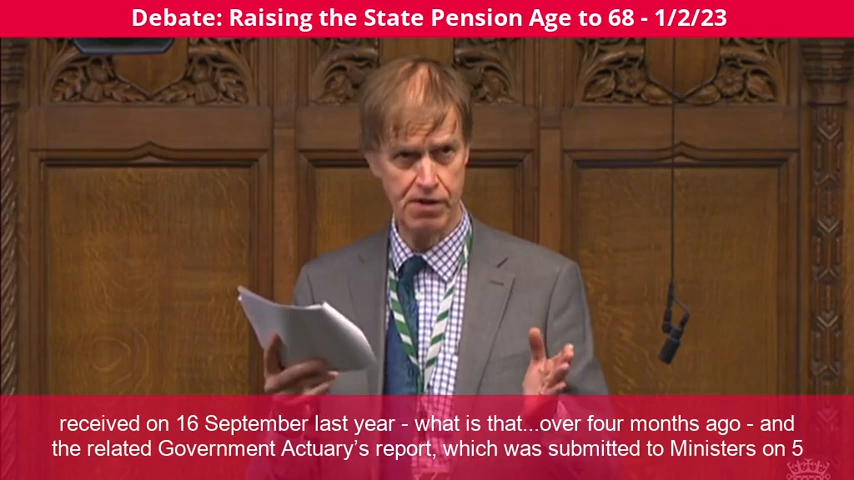 Debate: Raising the State Pension Age to 68 - 1/2/23
received on 16 September last year - what is that...over four months ago - and
the related Government Actuary’s report, which was submitted to Ministers on 5